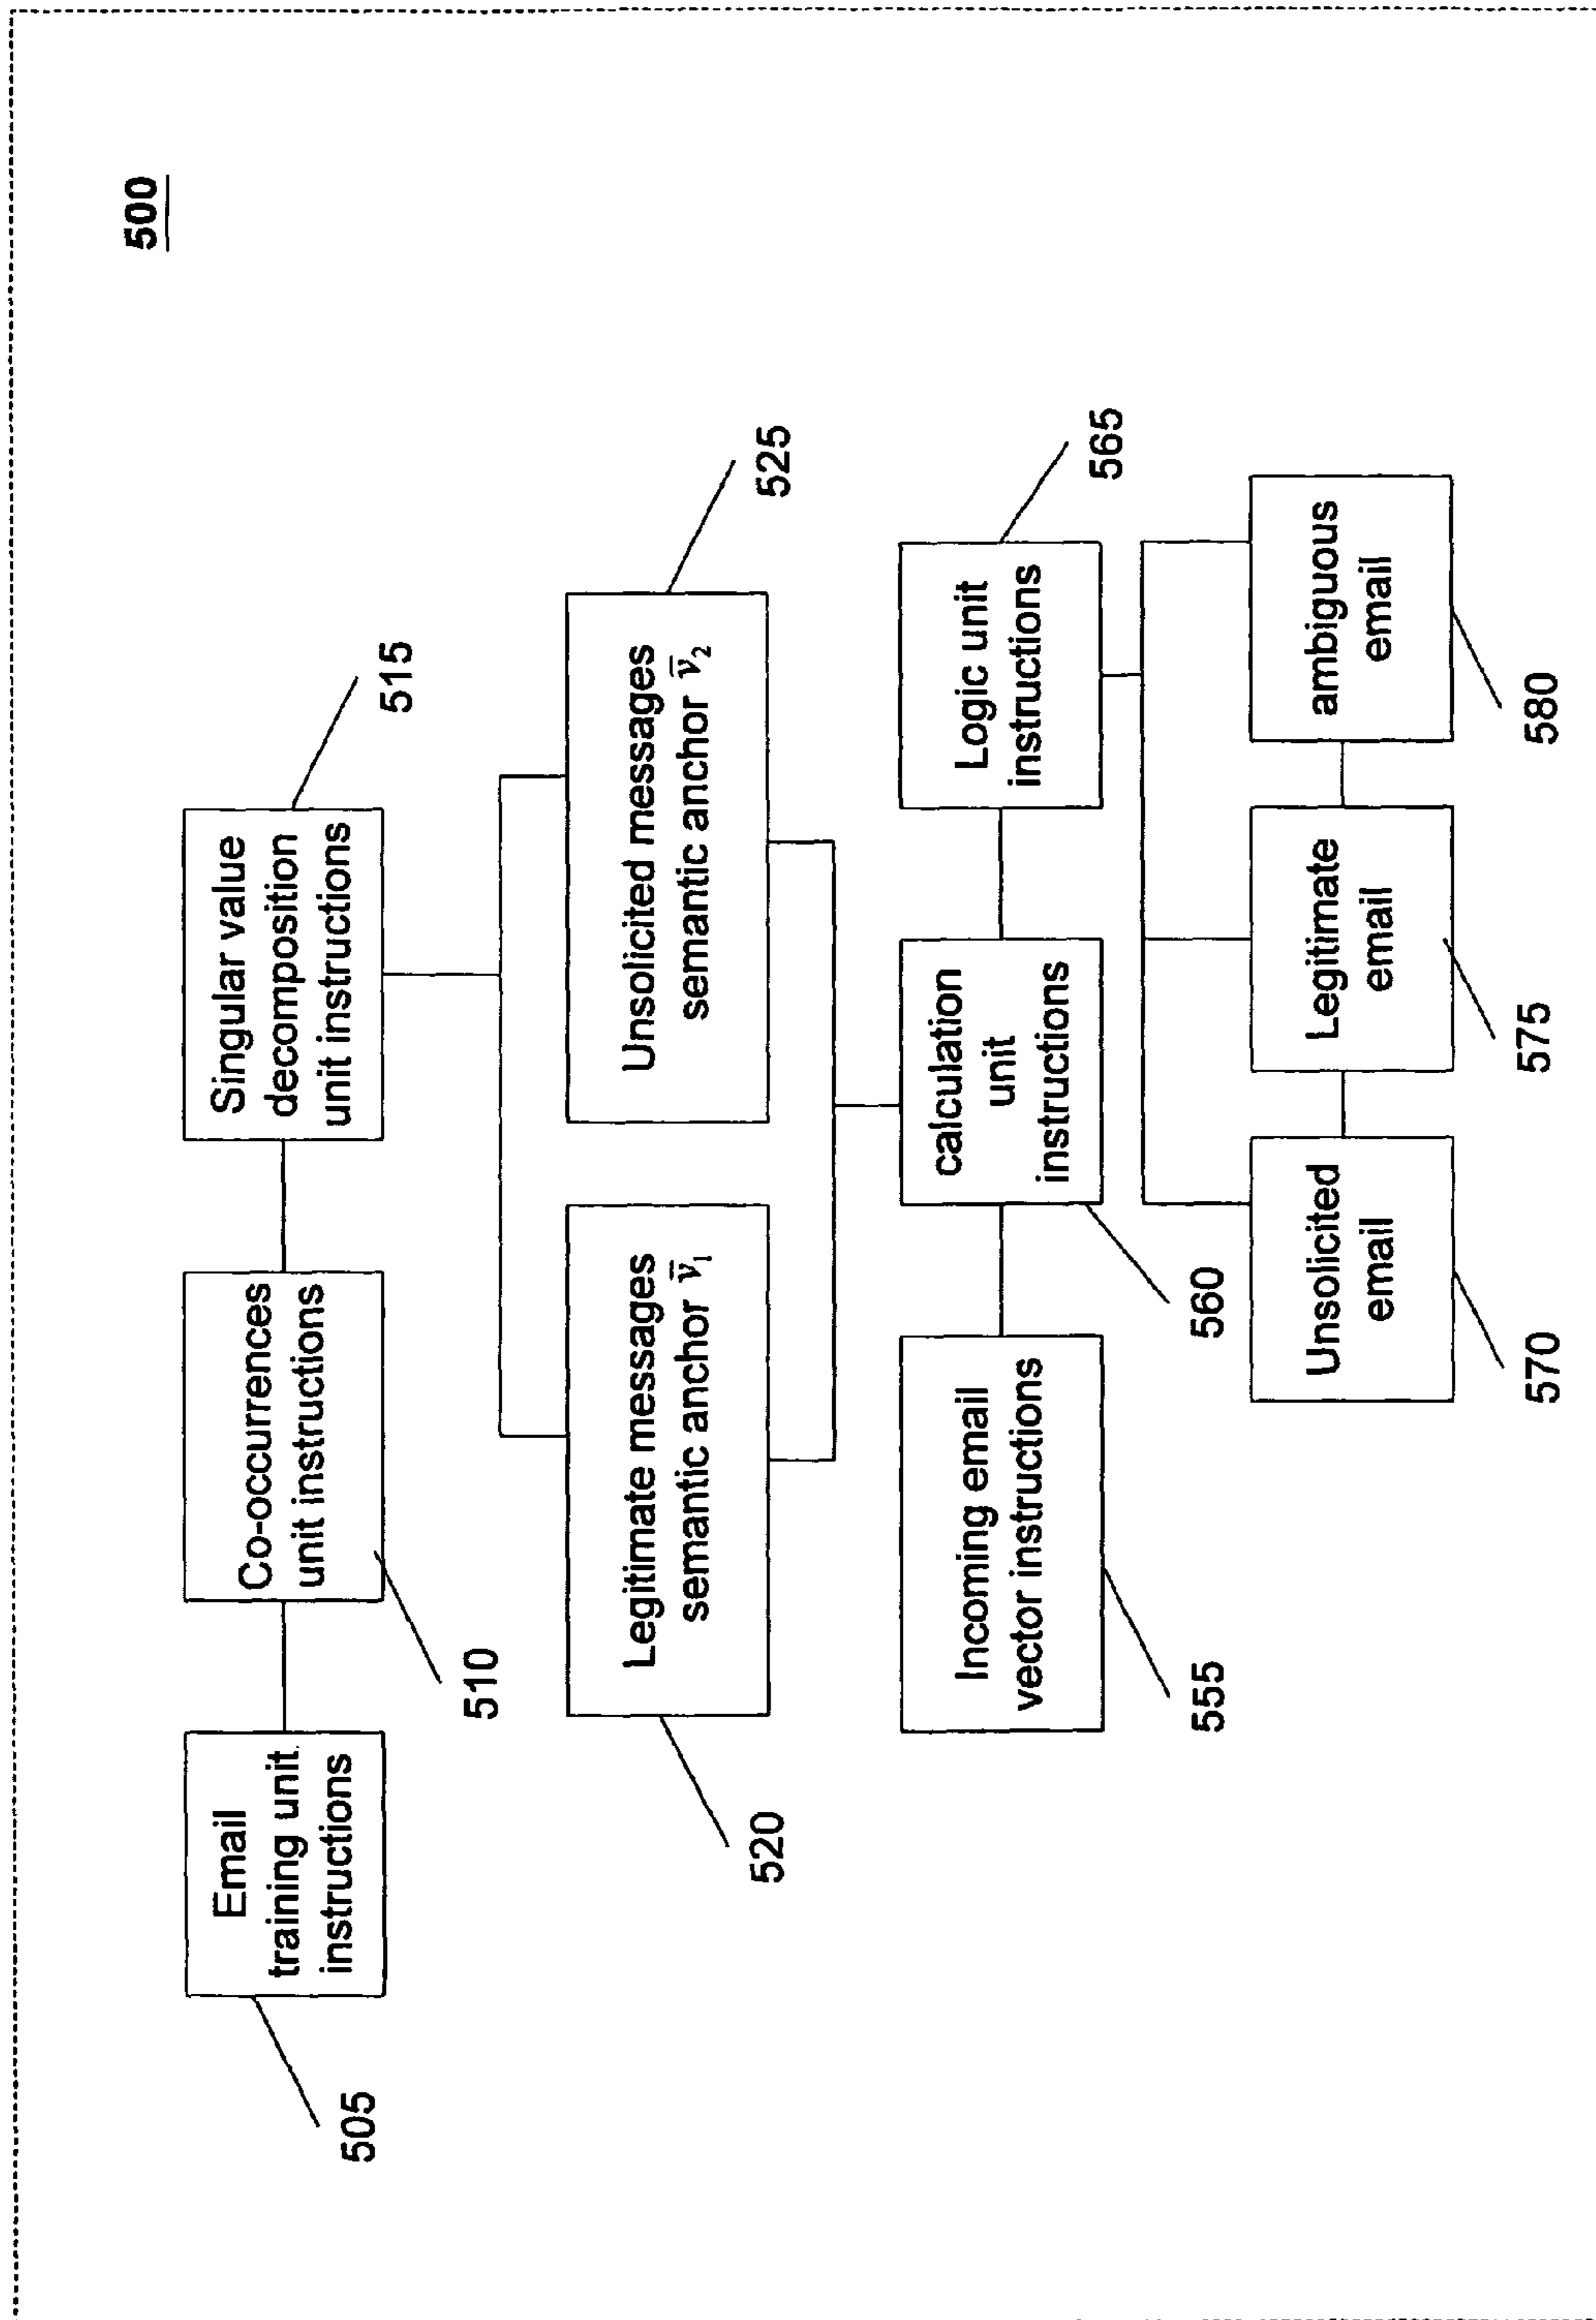 500
Email
training unit
instructions
505
Co-occurrences
unit instructions
510
Singular value
decomposition
unit instructions
515
Legitimate messages
semantic anchor v̄₁
520
Unsolicited messages
semantic anchor v̄₂
525
Incoming email
vector instructions
555
calculation
unit
instructions
560
Logic unit
instructions
565
Unsolicited
email
570
Legitimate
email
575
ambiguous
email
580